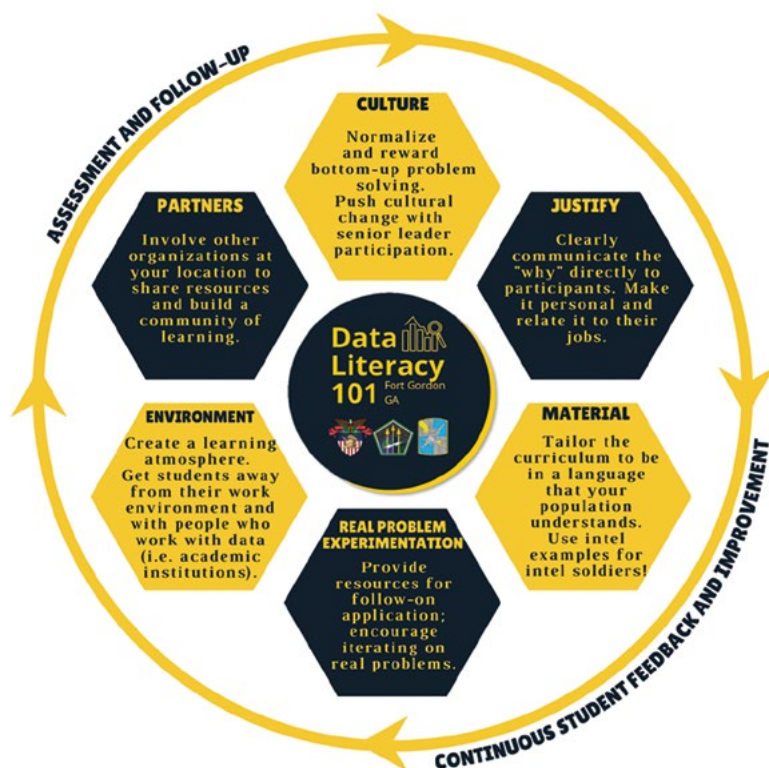 ASSESSMENT AND FOLLOW-UP
CULTURE
Normalize
and reward
bottom-up problem
solving.
Push cultural
change with
senior leader
participation.
PARTNERS
Involve other
organizations at
your location to
share resources
and build a
community of
learning.
JUSTIFY
Clearly
communicate the
"why" directly to
participants. Make
it personal and
relate it to their
jobs.
Data
Literacy
101 Fort Gordon
GA
ENVIRONMENT
Create a learning
atmosphere.
Get students away
from their work
environment and
with people who
work with data
(i.e. academic
institutions).
MATERIAL
Tailor the
curriculum to be
in a language
that your
population
understands.
Use intel
examples for
intel soldiers!
REAL PROBLEM
EXPERIMENTATION
Provide
resources for
follow-on
application;
encourage
iterating on
real problems.
CONTINUOUS STUDENT FEEDBACK AND IMPROVEMENT